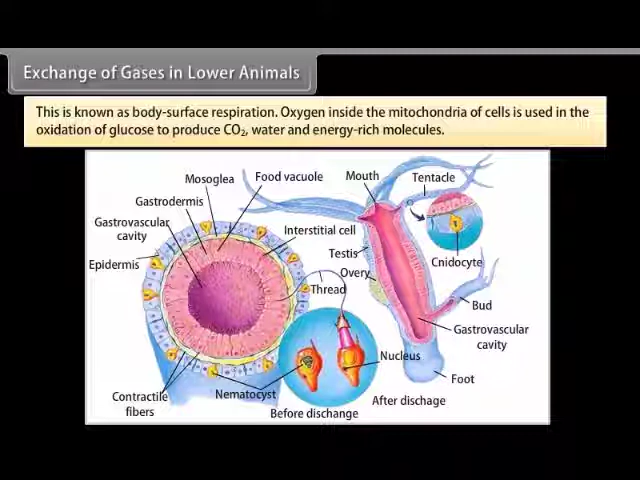 Exchange of Gases in Lower Animals
This is known as body-surface respiration. Oxygen inside the mitochondria of cells is used in the
oxidation of glucose to produce CO₂, water and energy-rich molecules.
Mosoglea
Food vacuole
Mouth
Tentacle
Gastrodermis
Gastrovascular
cavity
Interstitial cell
Epidermis
Testis
Cnidocyte
Overy
Thread
Bud
Gastrovascular
cavity
Nucleus
Foot
Contractile
fibers
Nematocyst
Before dischange
After dischage